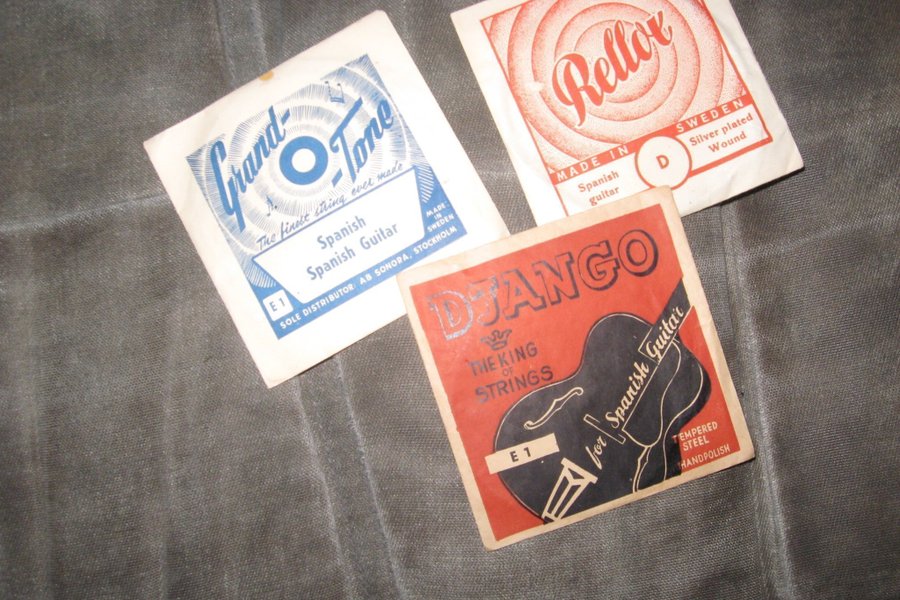 Grand-
Tone
The finest string ever made
Spanish
Spanish Guitar
MADE
IN
SWEDEN
E 1
SOLE DISTRIBUTOR: AB SONORA, STOCKHOLM
Rellox
MADE IN SWEDEN
Spanish
guitar
D
Silver plated
Wound
DJANGO
THE KING
OF
STRINGS
for Spanish Guitar
E 1
TEMPERED
STEEL
HANDPOLISH